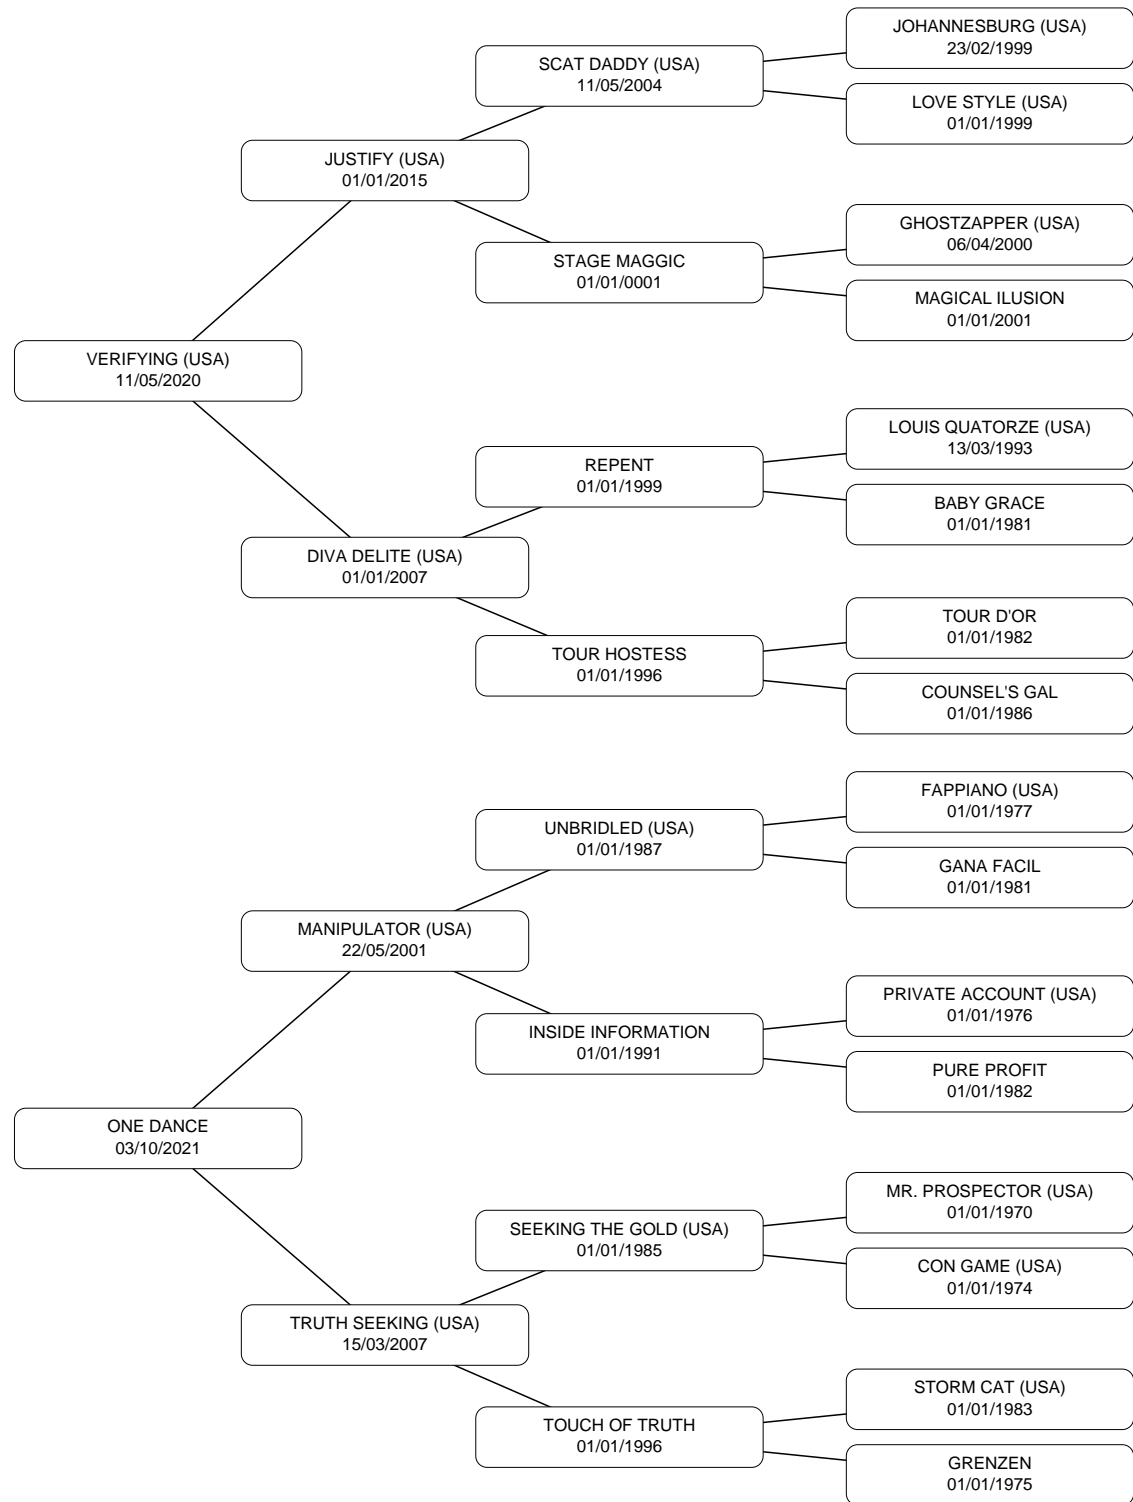 JOHANNESBURG (USA)
23/02/1999
SCAT DADDY (USA)
11/05/2004
LOVE STYLE (USA)
01/01/1999
JUSTIFY (USA)
01/01/2015
GHOSTZAPPER (USA)
06/04/2000
STAGE MAGGIC
01/01/0001
MAGICAL ILUSION
01/01/2001
VERIFYING (USA)
11/05/2020
LOUIS QUATORZE (USA)
13/03/1993
REPENT
01/01/1999
BABY GRACE
01/01/1981
DIVA DELITE (USA)
01/01/2007
TOUR D'OR
01/01/1982
TOUR HOSTESS
01/01/1996
COUNSEL'S GAL
01/01/1986
FAPPIANO (USA)
01/01/1977
UNBRIDLED (USA)
01/01/1987
GANA FACIL
01/01/1981
MANIPULATOR (USA)
22/05/2001
PRIVATE ACCOUNT (USA)
01/01/1976
INSIDE INFORMATION
01/01/1991
PURE PROFIT
01/01/1982
ONE DANCE
03/10/2021
MR. PROSPECTOR (USA)
01/01/1970
SEEKING THE GOLD (USA)
01/01/1985
CON GAME (USA)
01/01/1974
TRUTH SEEKING (USA)
15/03/2007
STORM CAT (USA)
01/01/1983
TOUCH OF TRUTH
01/01/1996
GRENZEN
01/01/1975